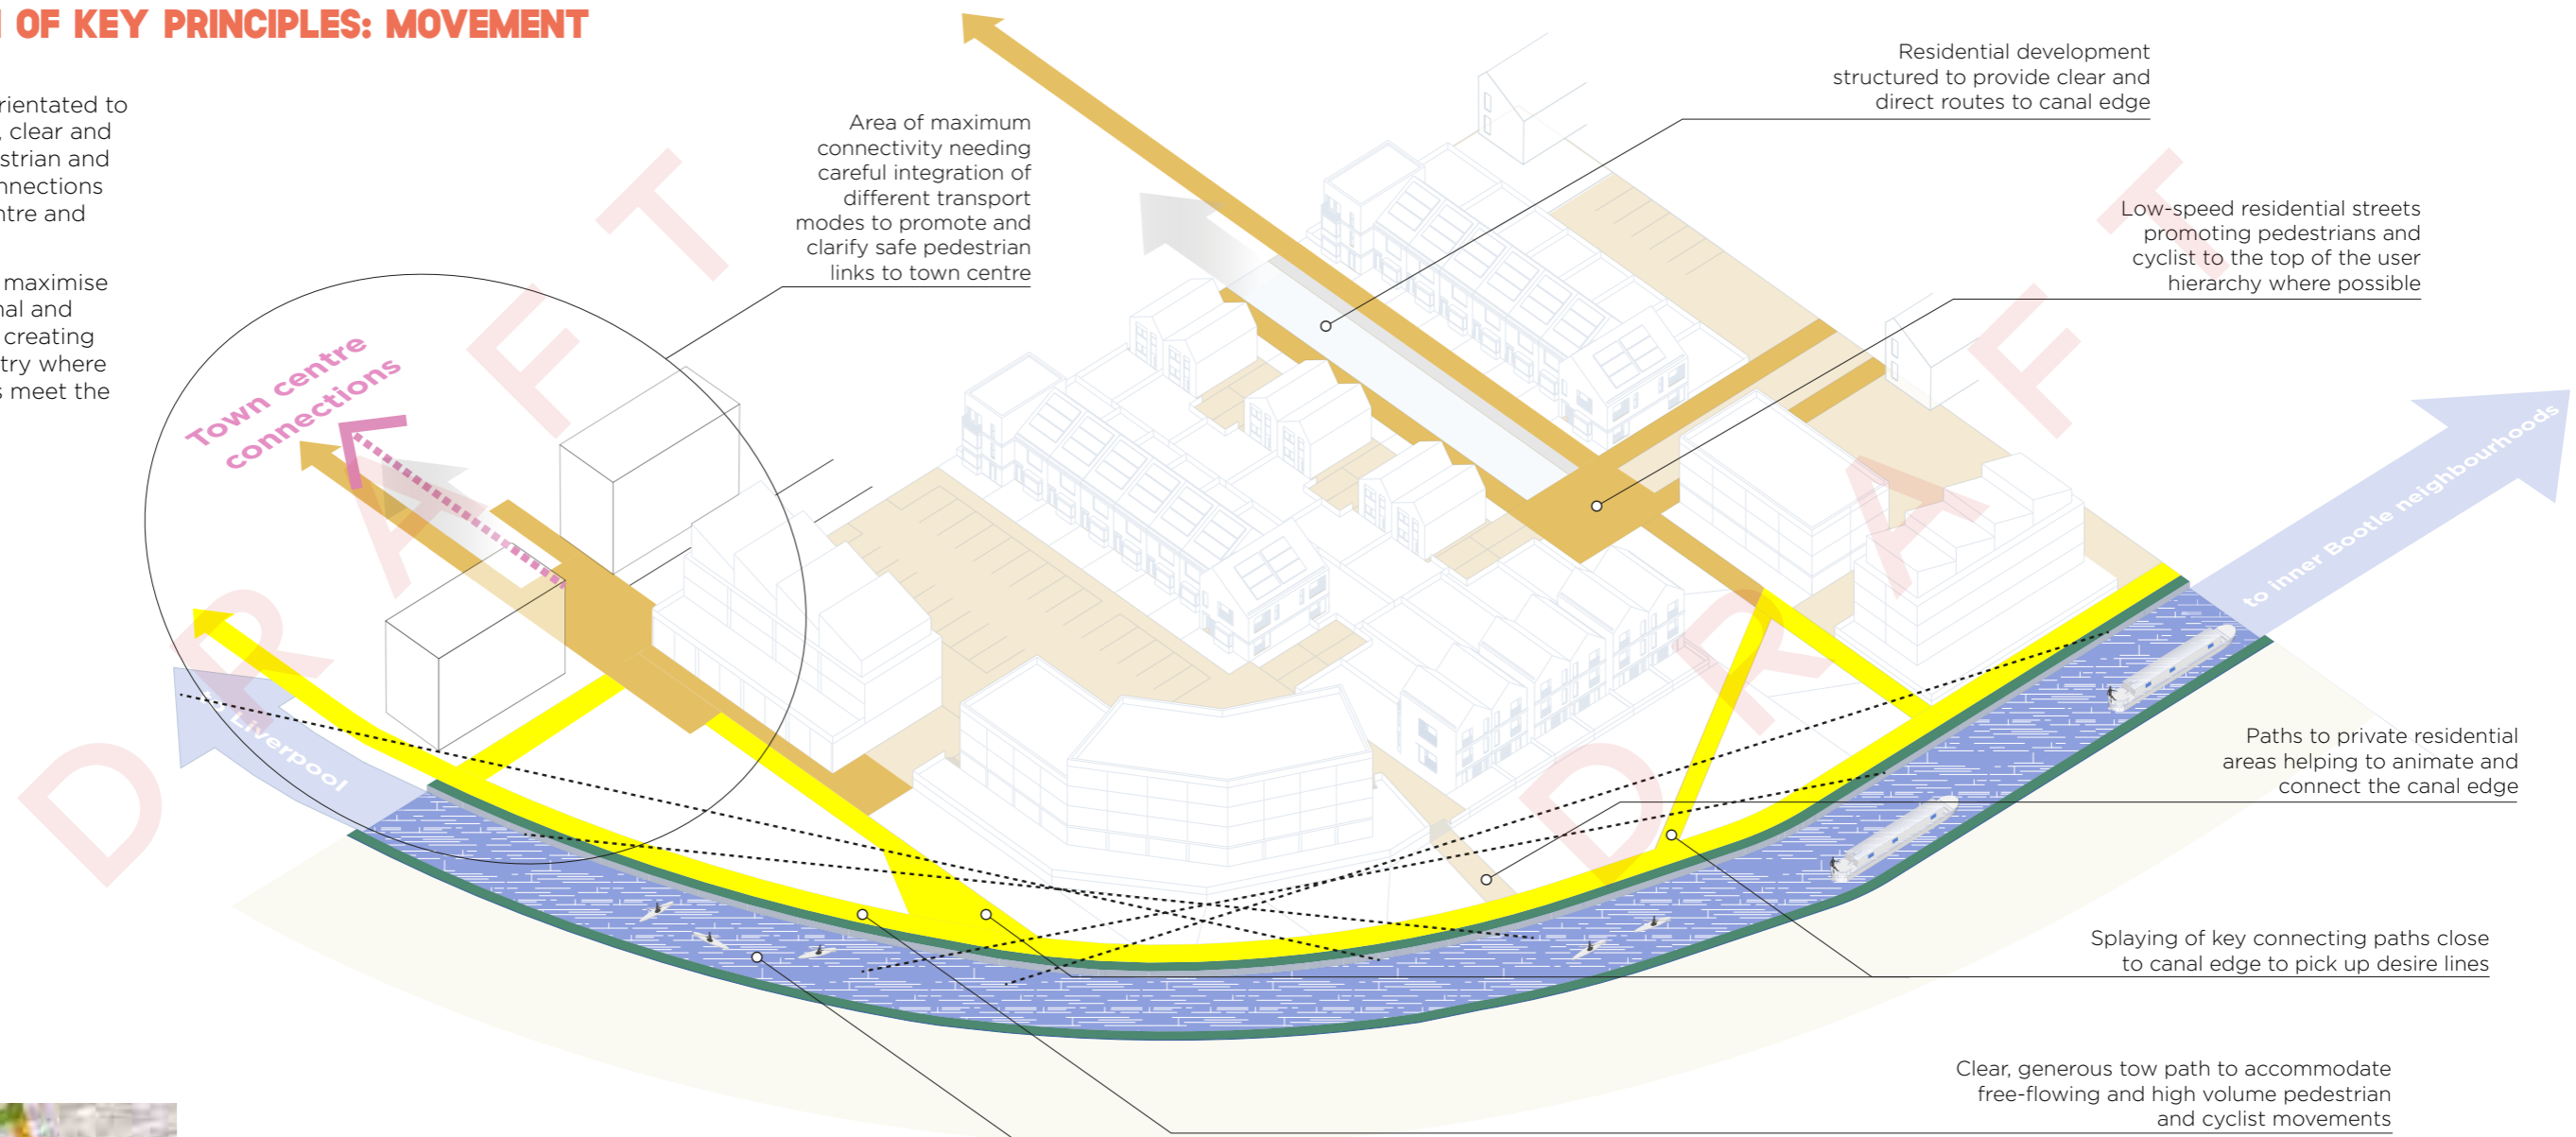 OF KEY PRINCIPLES: MOVEMENT
rientated to
, clear and
strian and
nnections
ntre and
maximise
nal and
creating
try where
s meet the
Area of maximum
connectivity needing
careful integration of
different transport
modes to promote and
clarify safe pedestrian
links to town centre
Residential development
structured to provide clear and
direct routes to canal edge
Low-speed residential streets
promoting pedestrians and
cyclist to the top of the user
hierarchy where possible
Town centre
connections
to inner Bootle neighbourhoods
to Liverpool
Paths to private residential
areas helping to animate and
connect the canal edge
Splaying of key connecting paths close
to canal edge to pick up desire lines
Clear, generous tow path to accommodate
free-flowing and high volume pedestrian
and cyclist movements
DRAFT
DRAFT